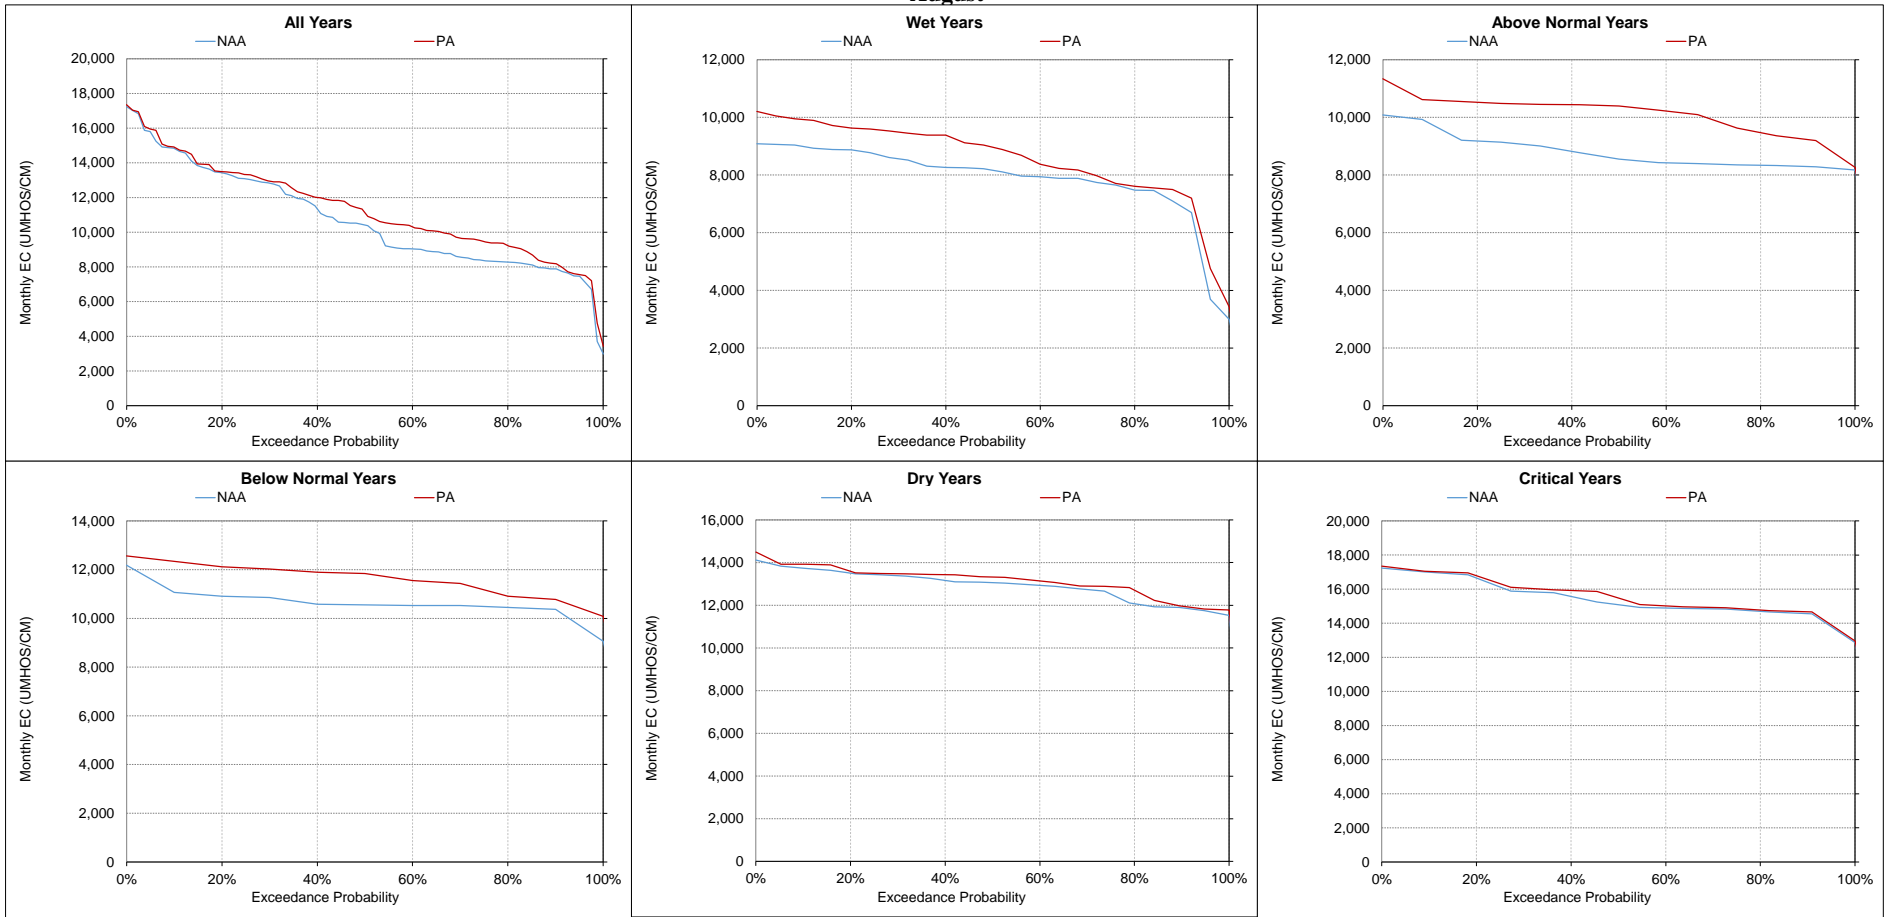 August
All Years
NAA PA
20,000
18,000
16,000
14,000
12,000
10,000
8,000
6,000
4,000
2,000
0
0% 20% 40% 60% 80% 100%
Monthly EC (UMHOS/CM)
Exceedance Probability
Wet Years
NAA PA
12,000
10,000
8,000
6,000
4,000
2,000
0
0% 20% 40% 60% 80% 100%
Monthly EC (UMHOS/CM)
Exceedance Probability
Above Normal Years
NAA PA
12,000
10,000
8,000
6,000
4,000
2,000
0
0% 20% 40% 60% 80% 100%
Monthly EC (UMHOS/CM)
Exceedance Probability
Below Normal Years
NAA PA
14,000
12,000
10,000
8,000
6,000
4,000
2,000
0
0% 20% 40% 60% 80% 100%
Monthly EC (UMHOS/CM)
Exceedance Probability
Dry Years
NAA PA
16,000
14,000
12,000
10,000
8,000
6,000
4,000
2,000
0
0% 20% 40% 60% 80% 100%
Monthly EC (UMHOS/CM)
Exceedance Probability
Critical Years
NAA PA
20,000
18,000
16,000
14,000
12,000
10,000
8,000
6,000
4,000
2,000
0
0% 20% 40% 60% 80% 100%
Monthly EC (UMHOS/CM)
Exceedance Probability